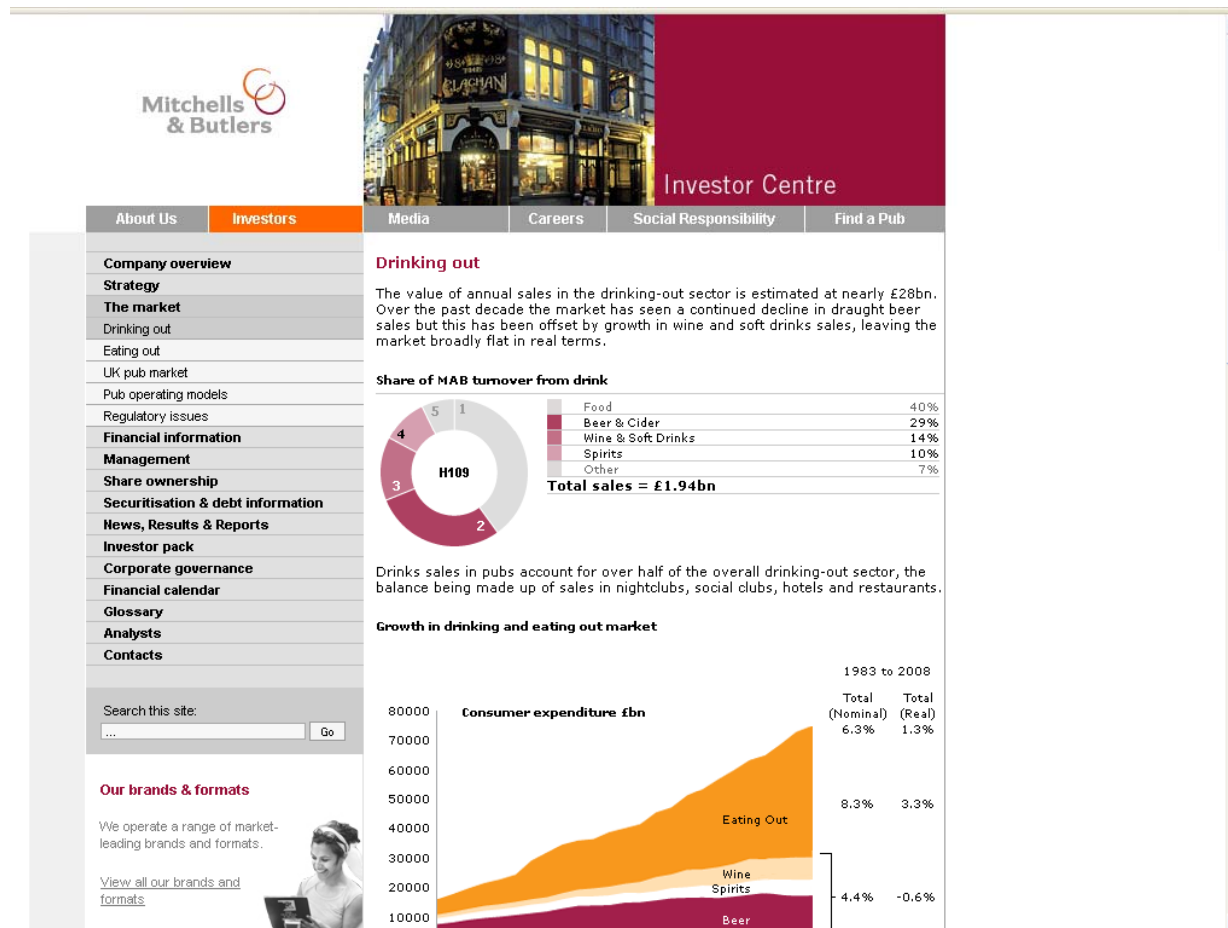 THE
CLACHAN
Mitchells
& Butlers
Investor Centre
About Us Investors Media Careers Social Responsibility Find a Pub
Company overview
Strategy
The market
Drinking out
Eating out
UK pub market
Pub operating models
Regulatory issues
Financial information
Management
Share ownership
Securitisation & debt information
News, Results & Reports
Investor pack
Corporate governance
Financial calendar
Glossary
Analysts
Contacts
Search this site:
...
Go
Our brands & formats
We operate a range of market-
leading brands and formats.
View all our brands and
formats
Drinking out
The value of annual sales in the drinking-out sector is estimated at nearly £28bn.
Over the past decade the market has seen a continued decline in draught beer
sales but this has been offset by growth in wine and soft drinks sales, leaving the
market broadly flat in real terms.
Share of MAB turnover from drink
5 1
4
3
2
H109
Food 40%
Beer & Cider 29%
Wine & Soft Drinks 14%
Spirits 10%
Other 7%
Total sales = £1.94bn
Drinks sales in pubs account for over half of the overall drinking-out sector, the
balance being made up of sales in nightclubs, social clubs, hotels and restaurants.
Growth in drinking and eating out market
1983 to 2008
Total Total
(Nominal) (Real)
6.3% 1.3%
Consumer expenditure £bn
80000
70000
60000
50000
40000
30000
20000
10000
Eating Out
8.3% 3.3%
Wine
Spirits
4.4% -0.6%
Beer